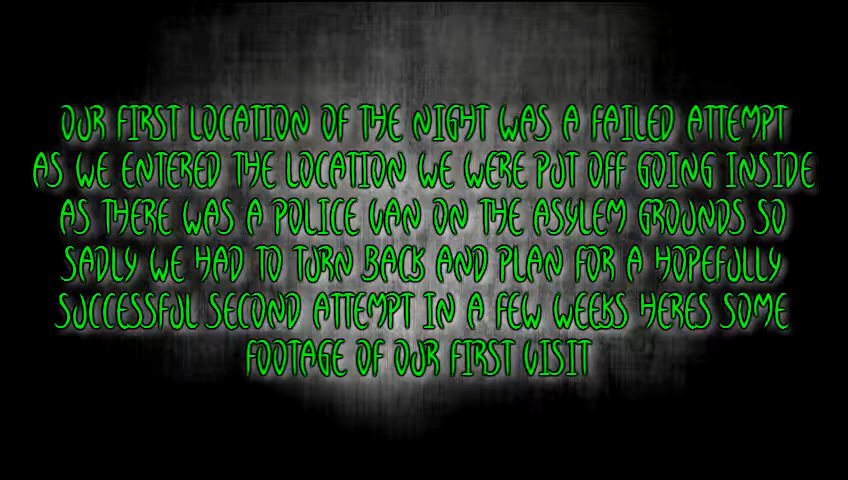 OUR FIRST LOCATION OF THE NIGHT WAS A FAILED ATTEMPT
AS WE ENTERED THE LOCATION WE WERE PUT OFF GOING INSIDE
AS THERE WAS A POLICE VAN ON THE ASYLEM GROUNDS SO
SADLY WE HAD TO TURN BACK AND PLAN FOR A HOPEFULLY
SUCCESSFUL SECOND ATTEMPT IN A FEW WEEKS HERES SOME
FOOTAGE OF OUR FIRST VISIT